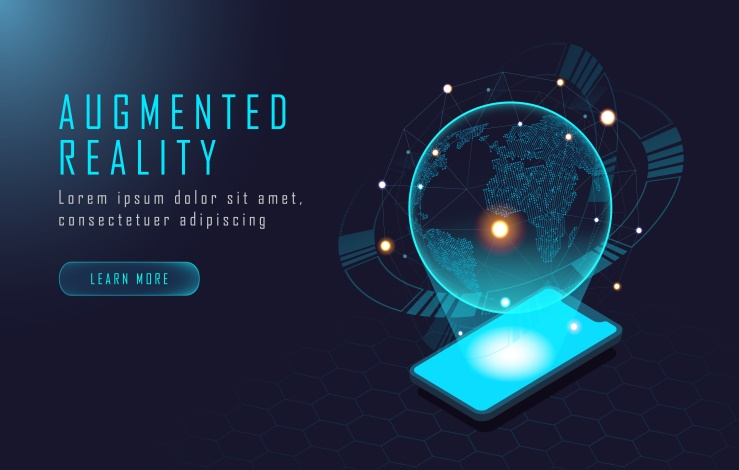 AUGMENTED
REALITY
Lorem ipsum dolor sit amet,
consectetuer adipiscing
LEARN MORE